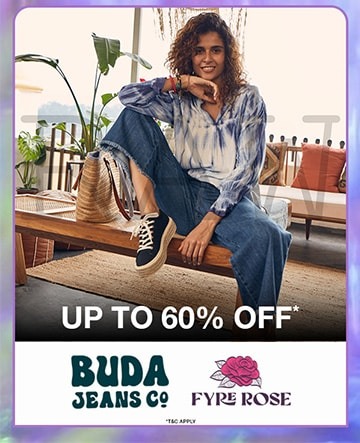 UP TO 60% OFF*
BUDA
JEANS CO
FYRE ROSE
*T&C APPLY